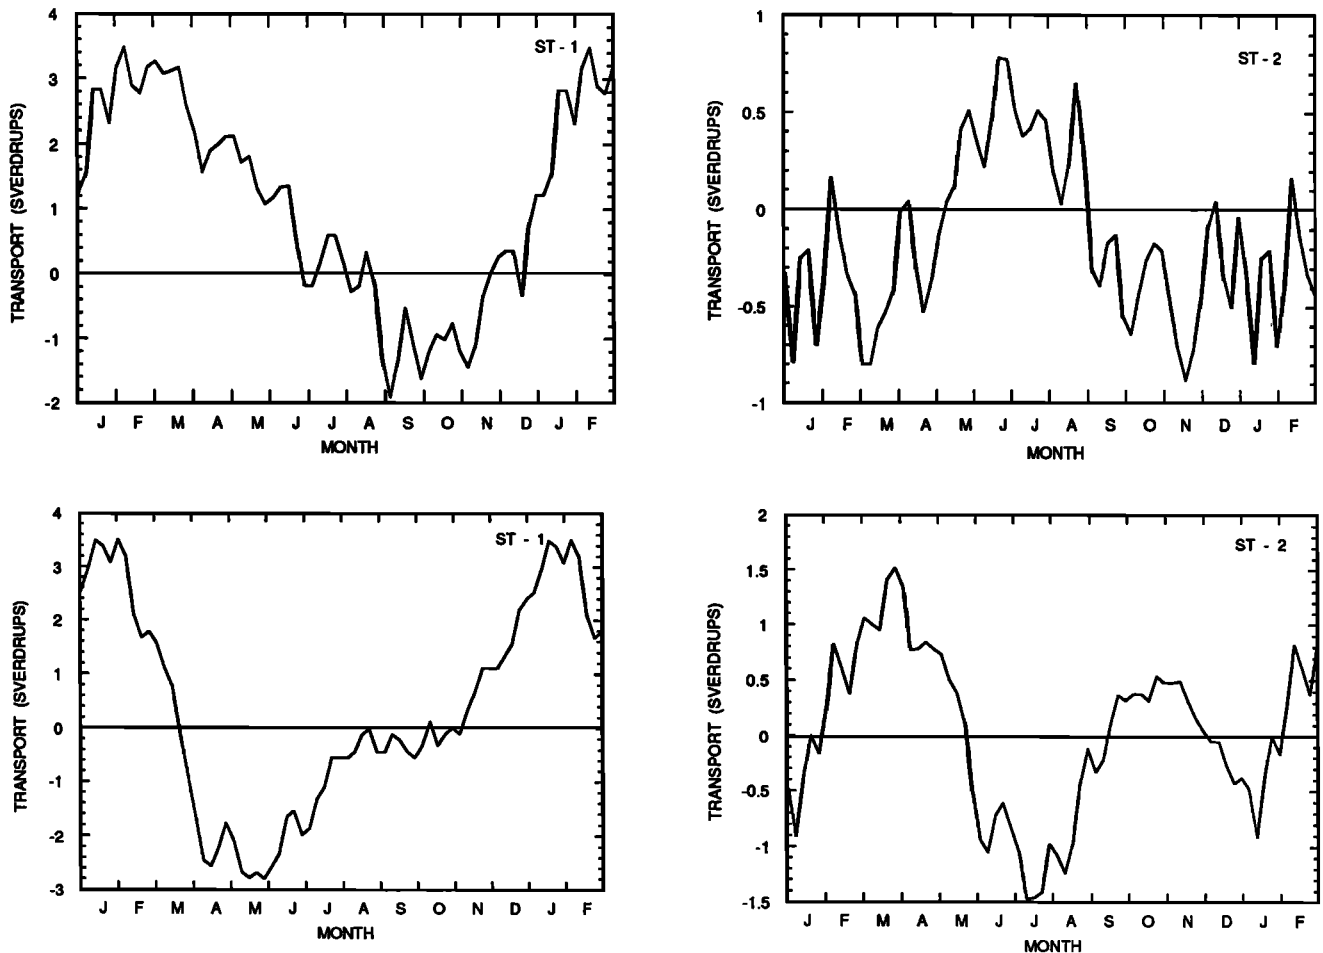 4
3
2
1
0
-1
-2
TRANSPORT (SVERDRUPS)
ST - 1
J F M A M J J A S O N D J F
MONTH
1
0.5
0
-0.5
-1
TRANSPORT (SVERDRUPS)
ST - 2
J F M A M J J A S O N D J F
MONTH
4
3
2
1
0
-1
-2
-3
TRANSPORT (SVERDRUPS)
ST - 1
J F M A M J J A S O N D J F
MONTH
2
1.5
1
0.5
0
-0.5
-1
-1.5
TRANSPORT (SVERDRUPS)
ST - 2
J F M A M J J A S O N D J F
MONTH